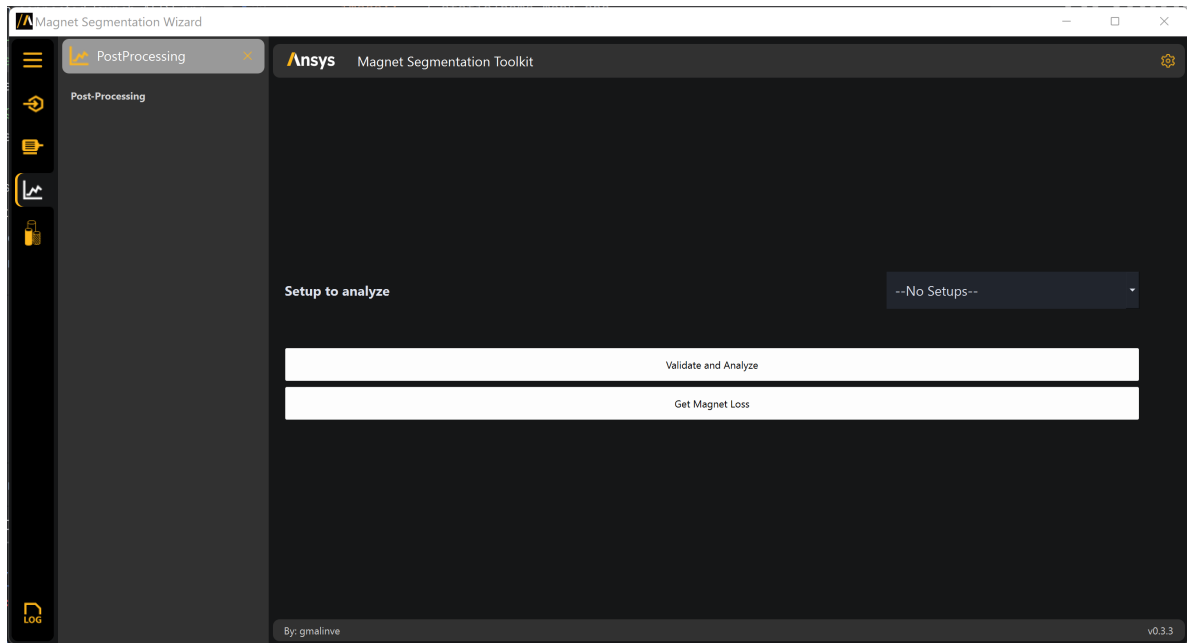 Magnet Segmentation Wizard
PostProcessing
Ansys Magnet Segmentation Toolkit
Post-Processing
Setup to analyze
--No Setups--
Validate and Analyze
Get Magnet Loss
LOG
By: gmalinve
v0.3.3